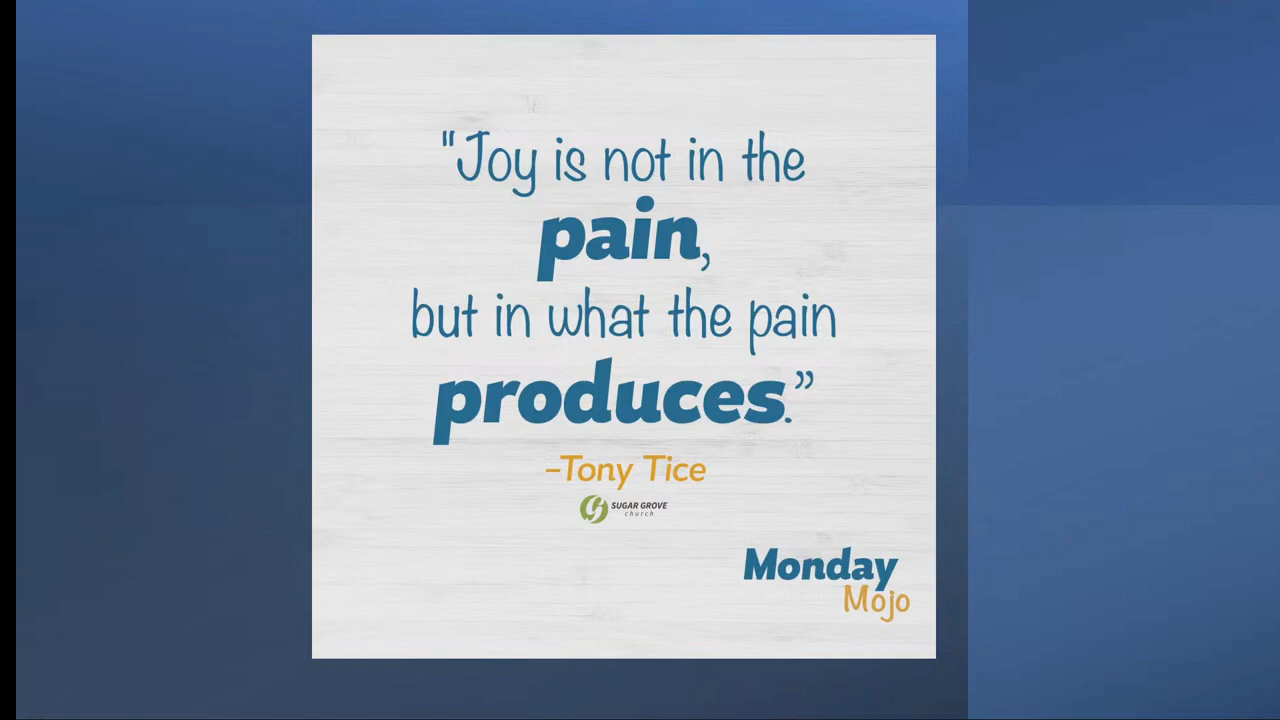 "Joy is not in the
pain,
but in what the pain
produces.”
–Tony Tice
SUGAR GROVE
church
Monday
Mojo